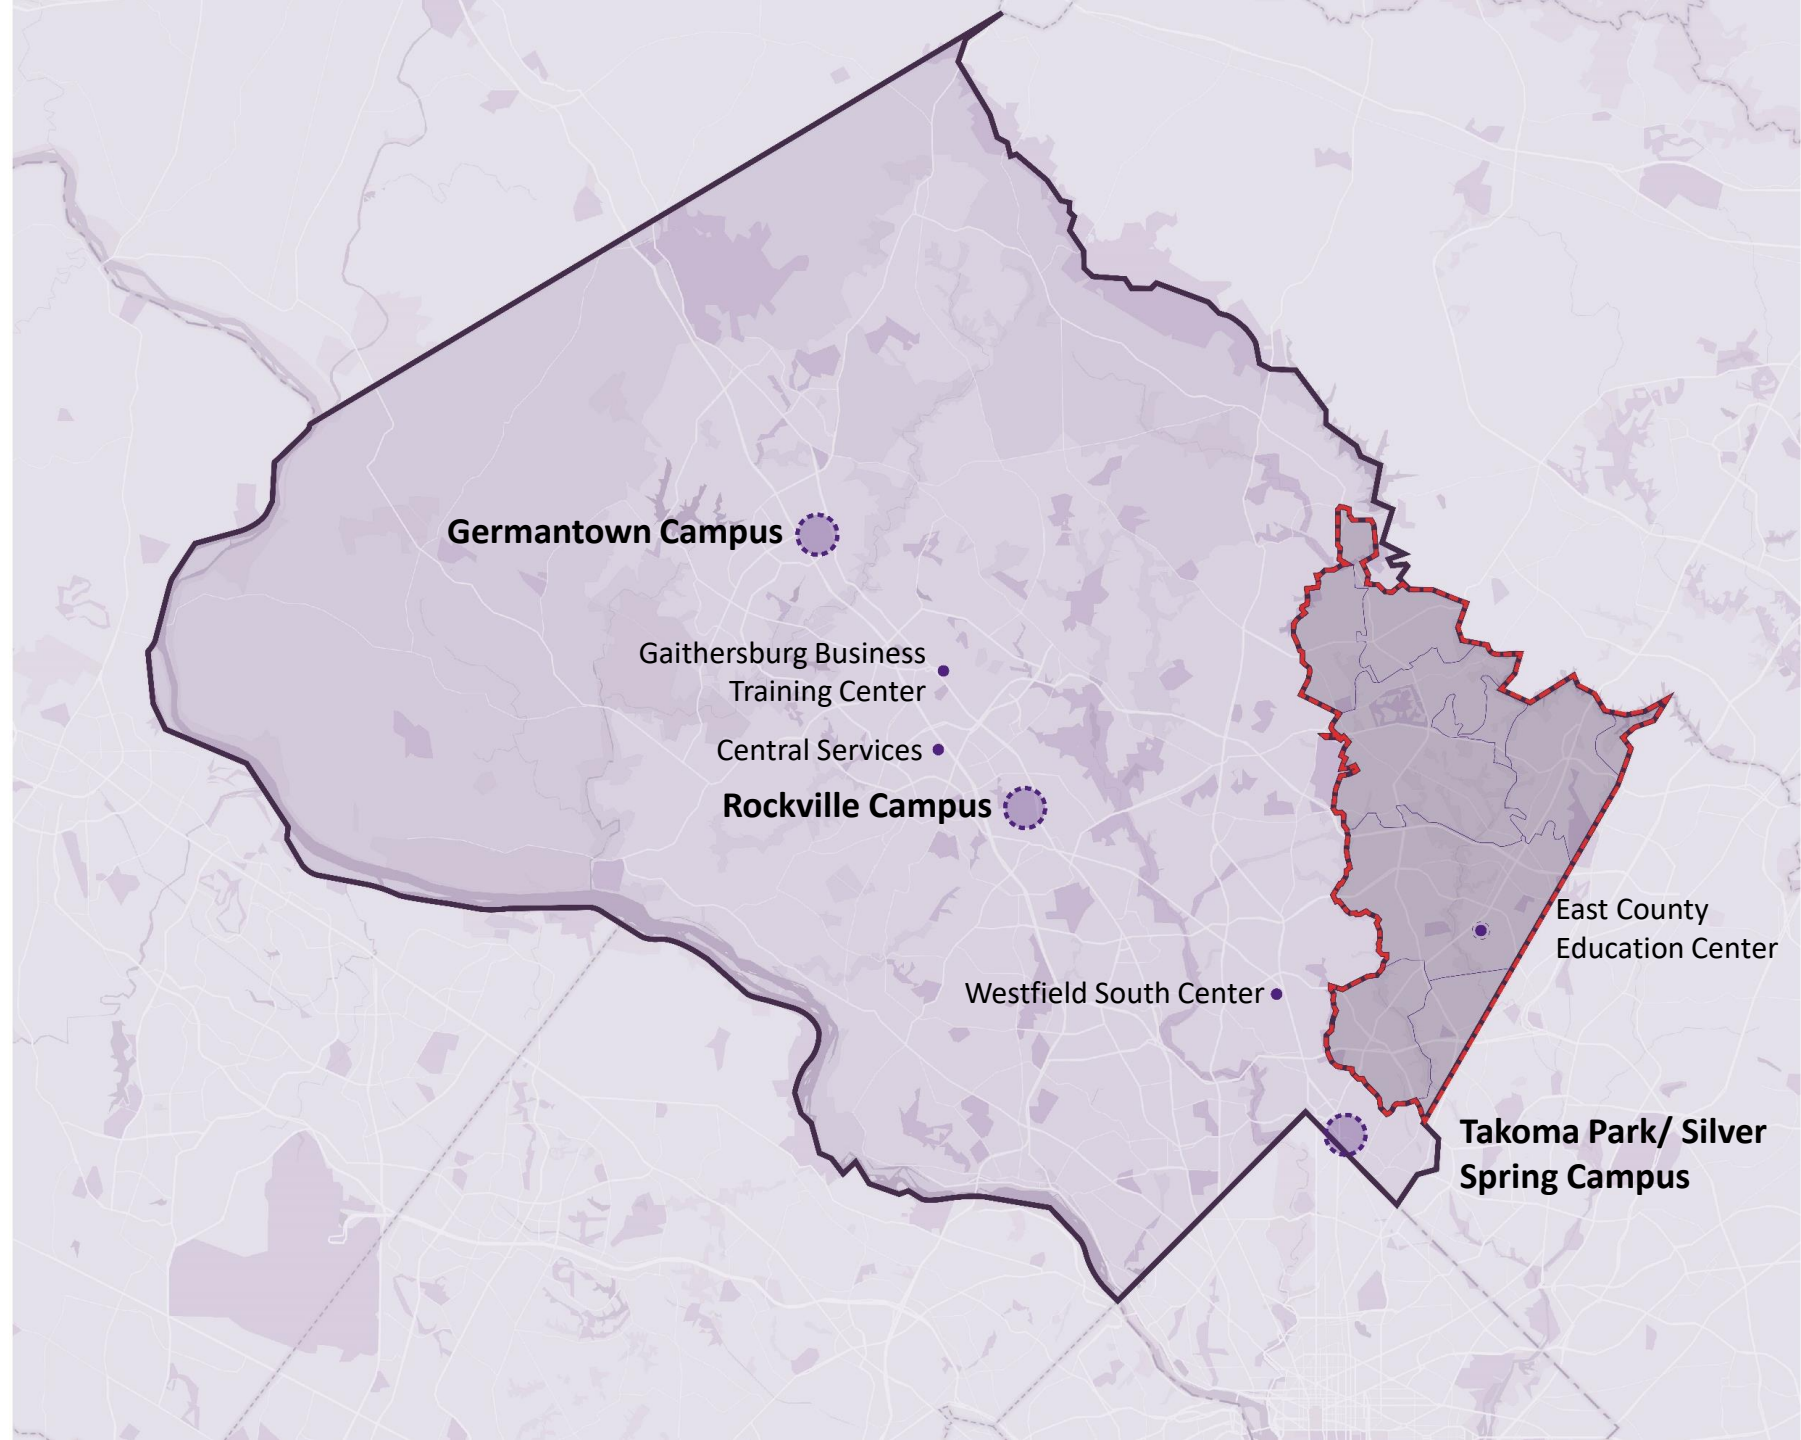 Germantown Campus
Gaithersburg Business
Training Center
Central Services
Rockville Campus
East County
Education Center
Westfield South Center
Takoma Park/ Silver
Spring Campus